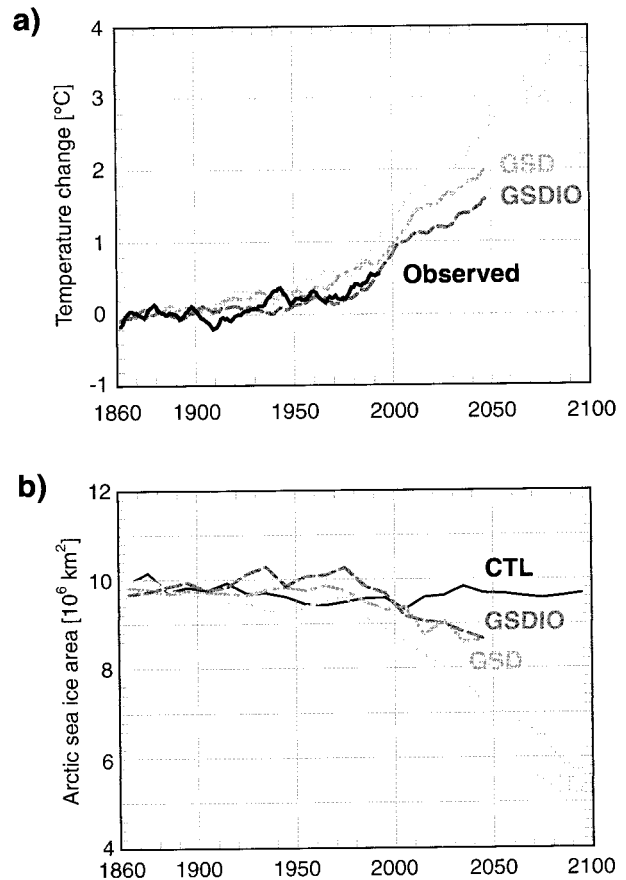 a)
4
3
2
1
0
-1
Temperature change [°C]
GSD
GSDIO
Observed
1860 1900 1950 2000 2050 2100
b)
12
10
8
6
4
Arctic sea ice area [10⁶ km²]
CTL
GSDIO
GSD
1860 1900 1950 2000 2050 2100